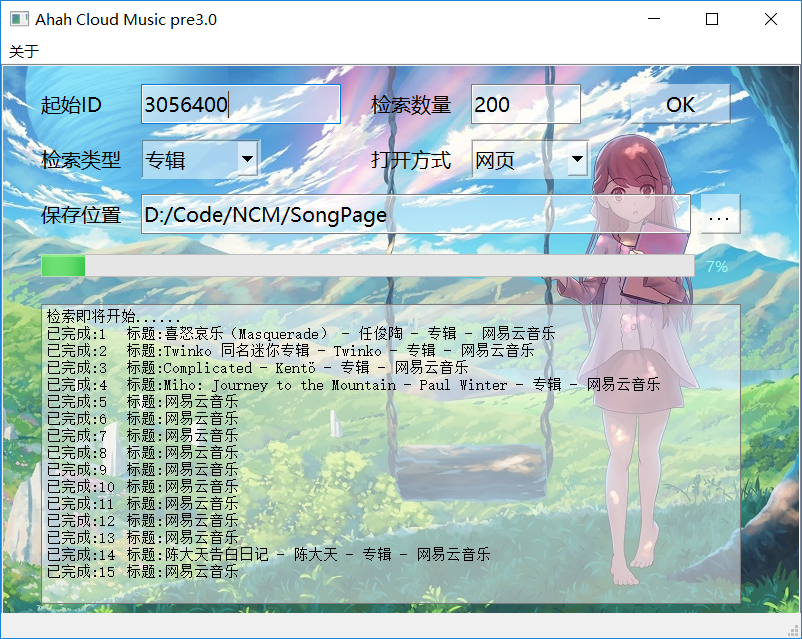 Ahah Cloud Music pre3.0
关于
起始ID 3056400 检索数量 200 OK
检索类型 专辑 打开方式 网页
保存位置 D:/Code/NCM/SongPage ...
7%
检索即将开始......
已完成:1 标题:喜怒哀乐（Masquerade） - 任俊陶 - 专辑 - 网易云音乐
已完成:2 标题:Twinko 同名迷你专辑 - Twinko - 专辑 - 网易云音乐
已完成:3 标题:Complicated - Kentö - 专辑 - 网易云音乐
已完成:4 标题:Miho: Journey to the Mountain - Paul Winter - 专辑 - 网易云音乐
已完成:5 标题:网易云音乐
已完成:6 标题:网易云音乐
已完成:7 标题:网易云音乐
已完成:8 标题:网易云音乐
已完成:9 标题:网易云音乐
已完成:10 标题:网易云音乐
已完成:11 标题:网易云音乐
已完成:12 标题:网易云音乐
已完成:13 标题:网易云音乐
已完成:14 标题:陈大天告白日记 - 陈大天 - 专辑 - 网易云音乐
已完成:15 标题:网易云音乐